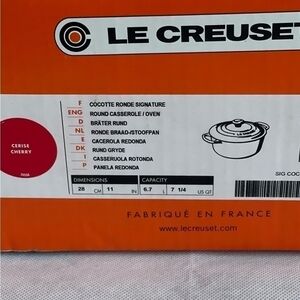 LE CREUSET
CERISE
CHERRY
F COCOTTE RONDE SIGNATURE
ENG ROUND CASSEROLE / OVEN
D BRÄTER RUND
NL RONDE BRAAD-/STOOFPAN
E CACEROLA REDONDA
DK RUND GRYDE
I CASSERUOLA ROTONDA
P PANELA REDONDA
DIMENSIONS CAPACITY
28 CM 11 IN 6.7 L 7 1/4 US QT
SIG COC
FABRIQUÉ EN FRANCE
www.lecreuset.com